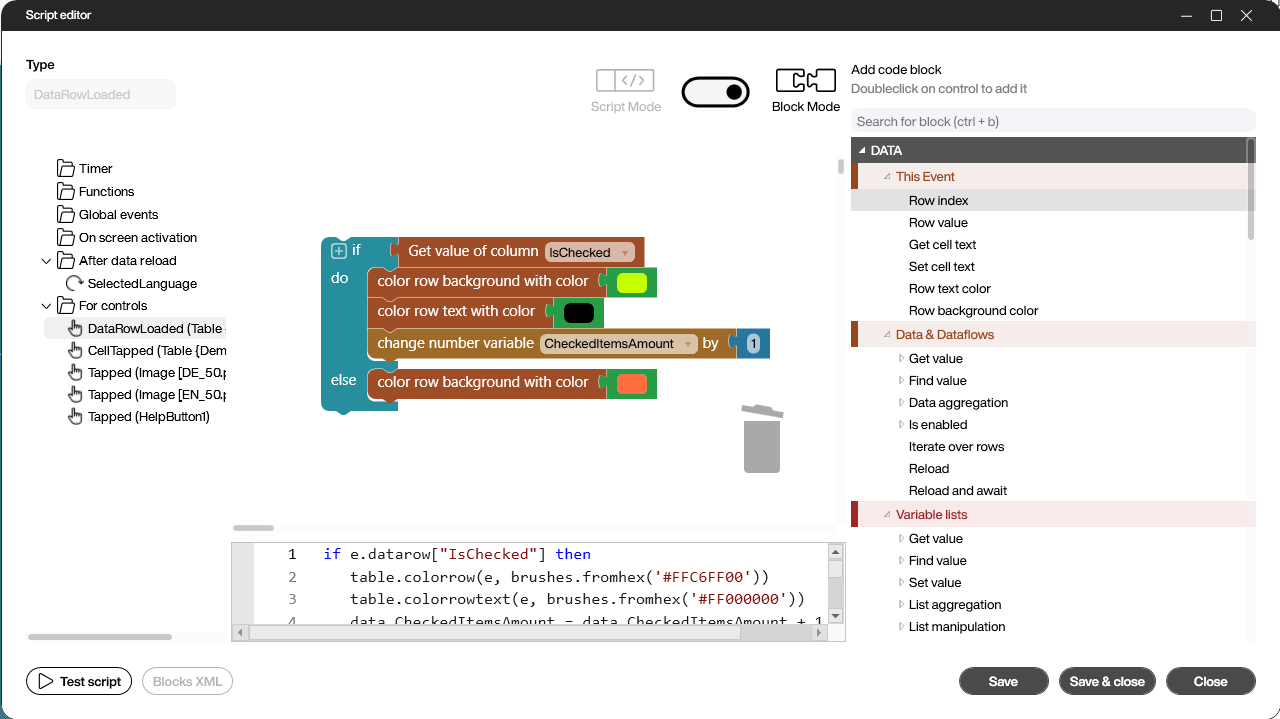 Script editor
Type
DataRowLoaded
Script Mode
Block Mode
Add code block
Doubleclick on control to add it
Search for block (ctrl + b)
Timer
Functions
Global events
On screen activation
After data reload
SelectedLanguage
For controls
DataRowLoaded (Table
CellTapped (Table {Dem
Tapped (Image [DE_50.p
Tapped (Image [EN_50.p
Tapped (HelpButton1)
if Get value of column IsChecked
do color row background with color
color row text with color
change number variable CheckedItemsAmount by 1
else color row background with color
1 if e.datarow["IsChecked"] then
2 table.colorrow(e, brushes.fromhex('#FFC6FF00'))
3 table.colorrowtext(e, brushes.fromhex('#FF000000'))
4 data.CheckedItemsAmount = data.CheckedItemsAmount + 1
DATA
This Event
Row index
Row value
Get cell text
Set cell text
Row text color
Row background color
Data & Dataflows
Get value
Find value
Data aggregation
Is enabled
Iterate over rows
Reload
Reload and await
Variable lists
Get value
Find value
Set value
List aggregation
List manipulation
Test script
Blocks XML
Save
Save & close
Close